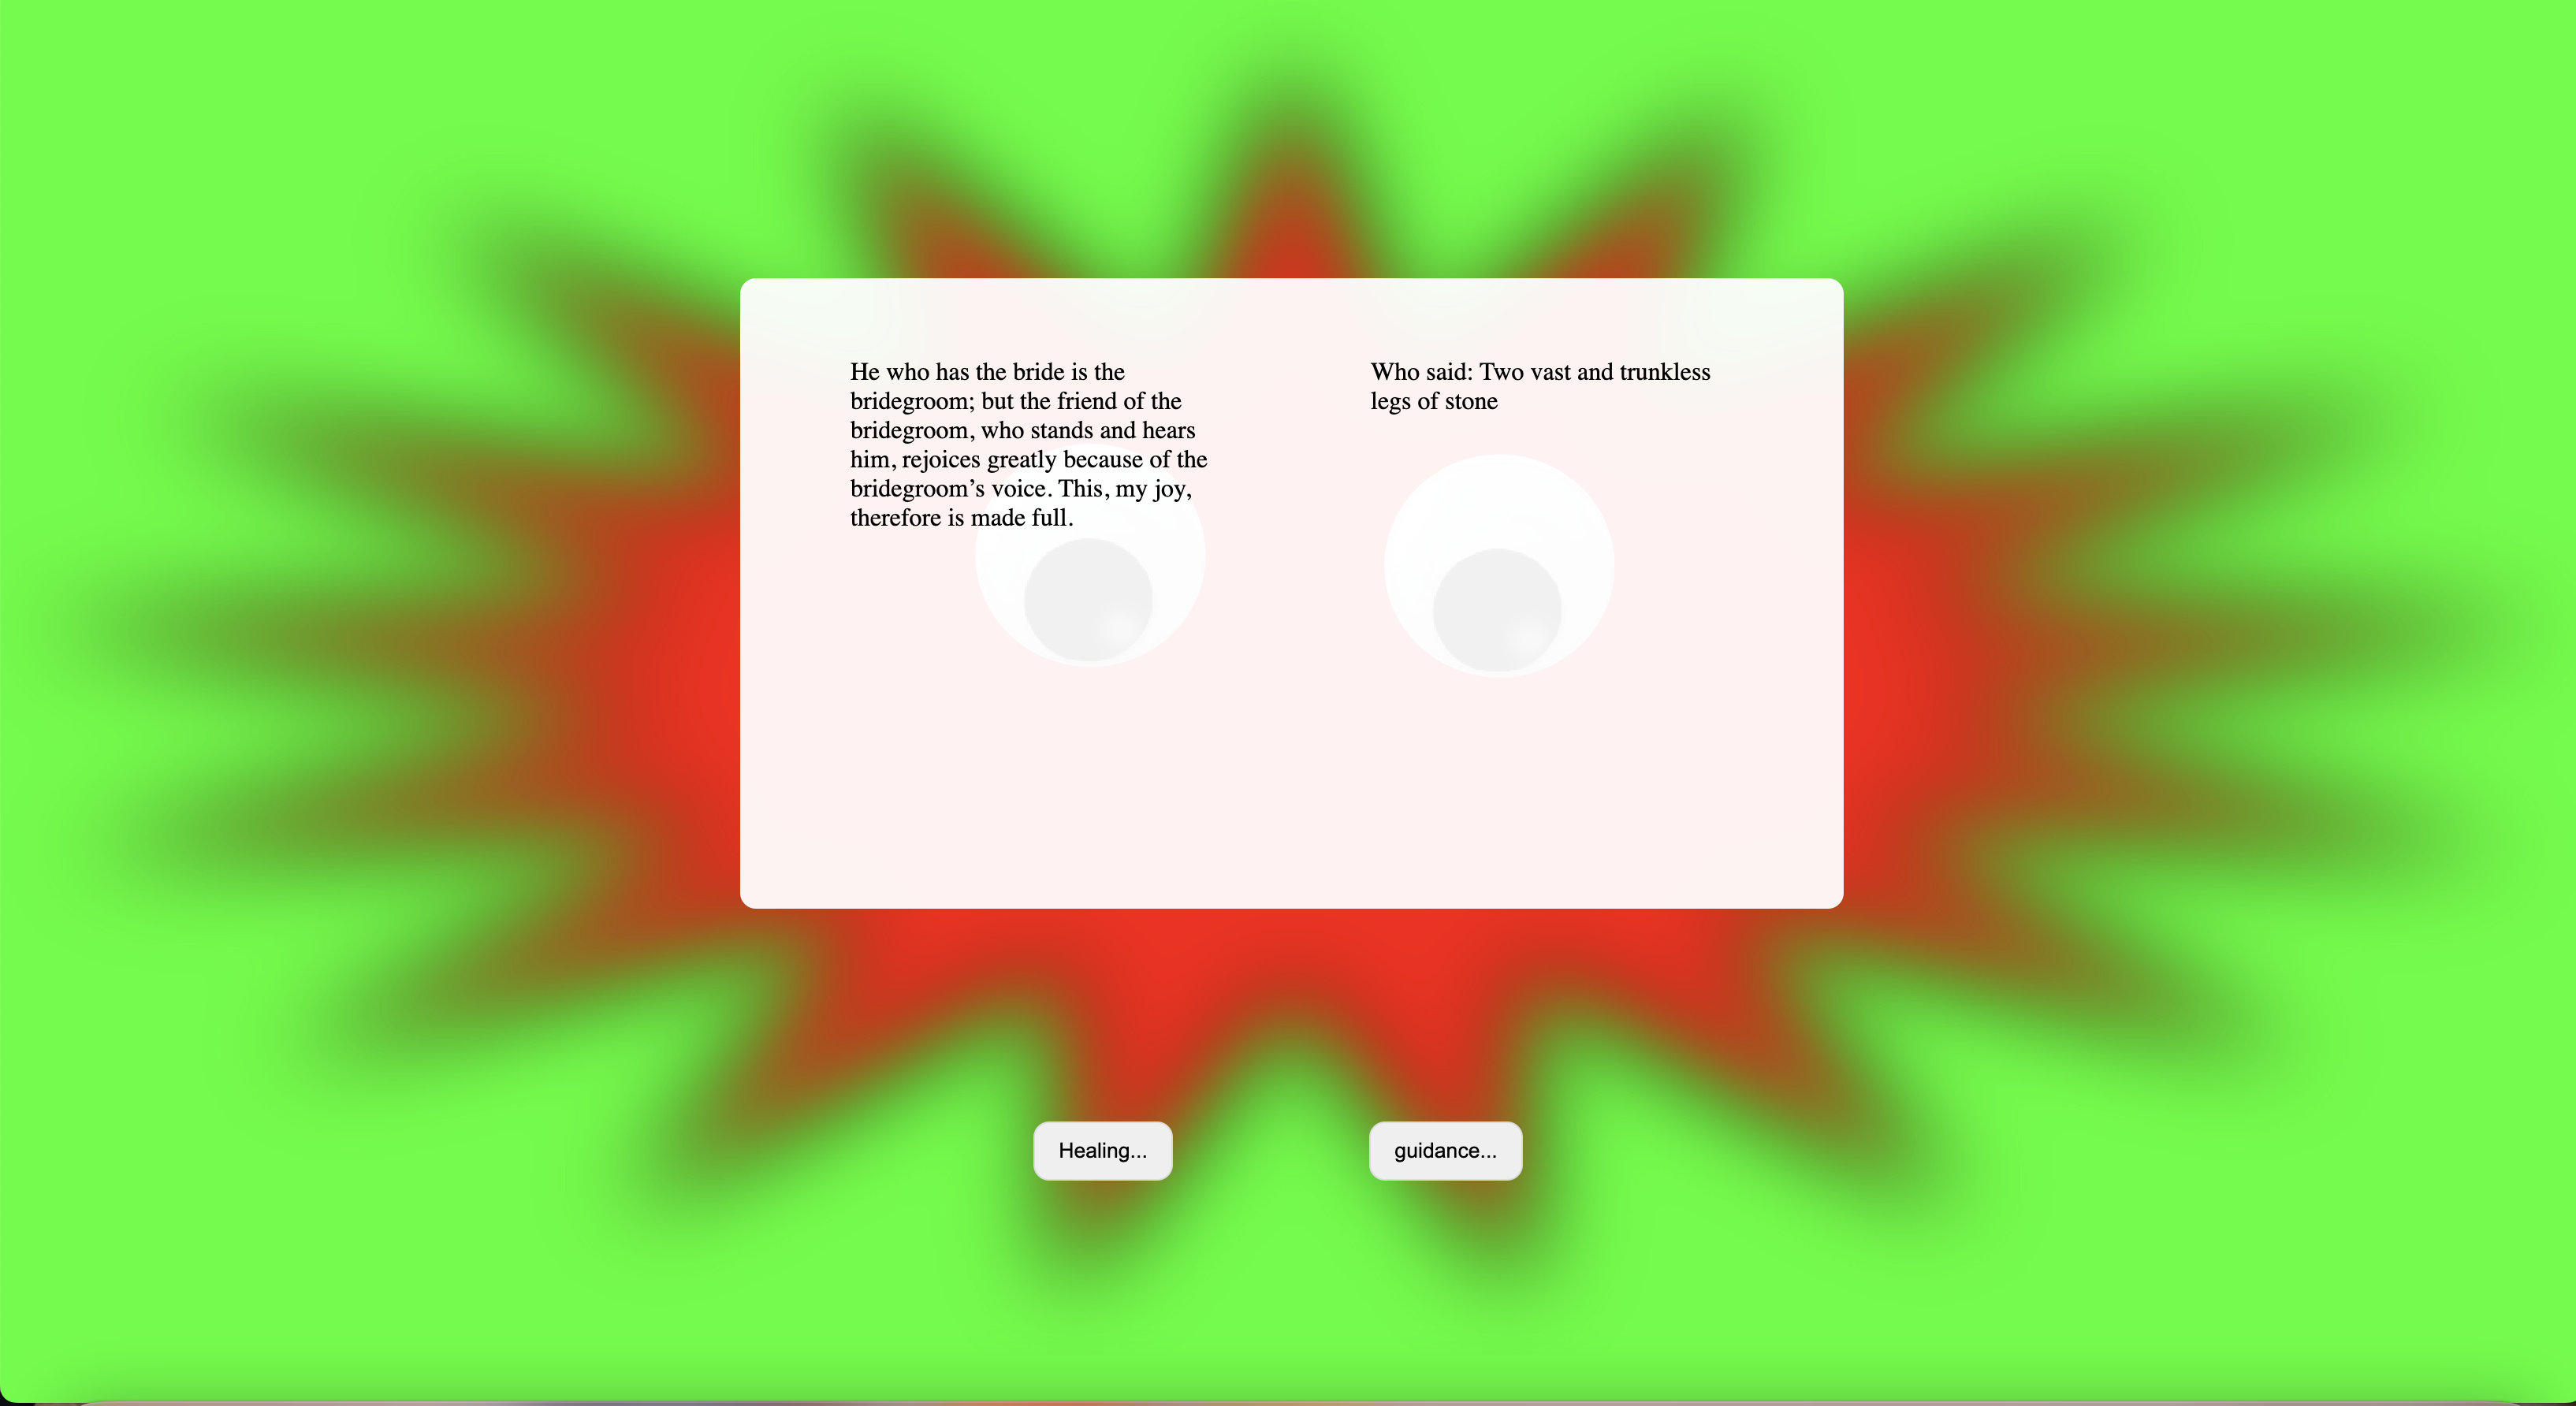 He who has the bride is the
bridegroom; but the friend of the
bridegroom, who stands and hears
him, rejoices greatly because of the
bridegroom’s voice. This, my joy,
therefore is made full.
Who said: Two vast and trunkless
legs of stone
Healing...
guidance...